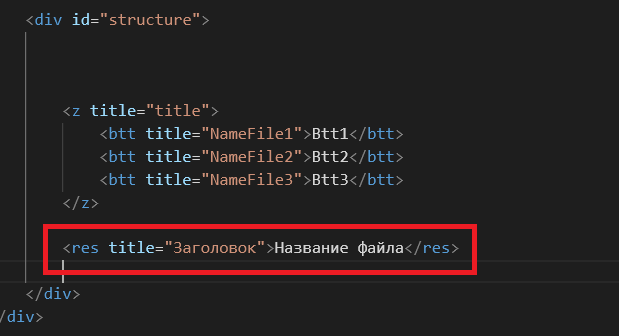 <div id="structure">
<z title="title">
<btt title="NameFile1">Btt1</btt>
<btt title="NameFile2">Btt2</btt>
<btt title="NameFile3">Btt3</btt>
</z>
<res title="Заголовок">Название файла</res>
</div>
/div>